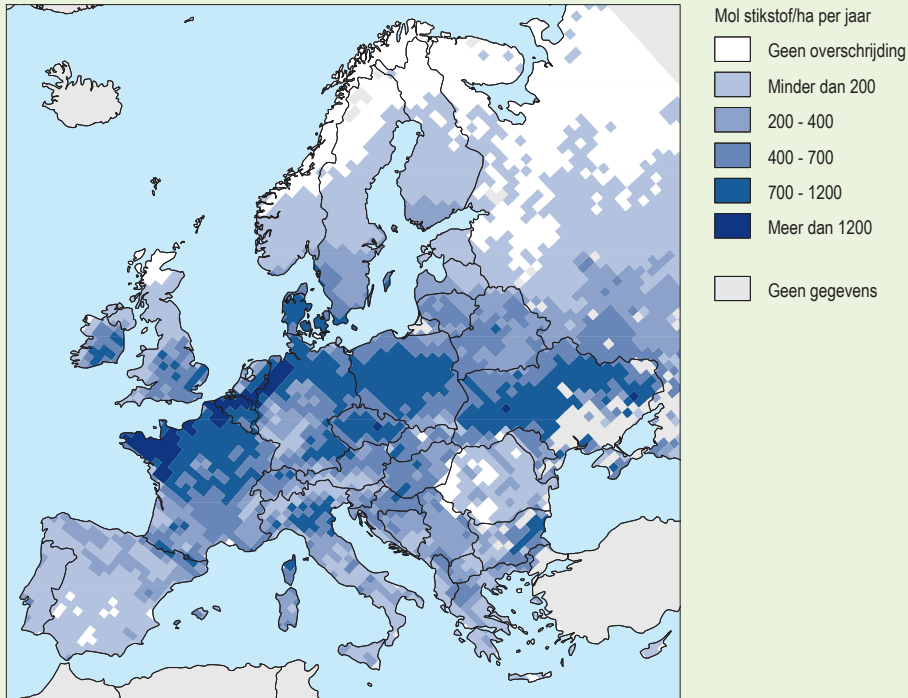 Mol stikstof/ha per jaar
Geen overschrijding
Minder dan 200
200 - 400
400 - 700
700 - 1200
Meer dan 1200
Geen gegevens